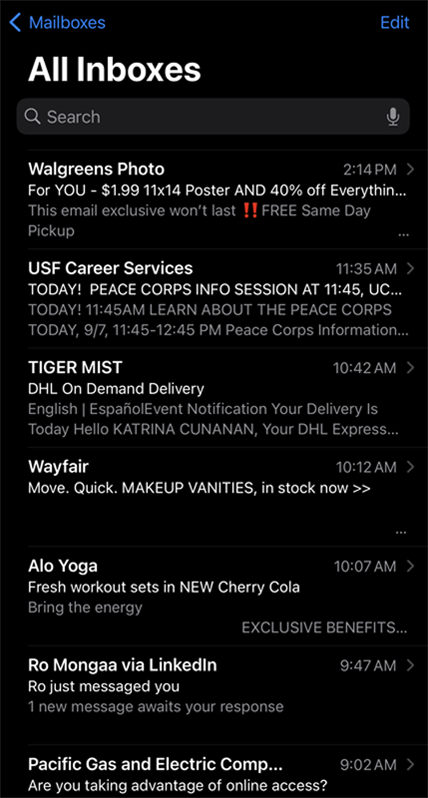 Mailboxes
Edit
All Inboxes
Search
Walgreens Photo 2:14 PM
For YOU - $1.99 11x14 Poster AND 40% off Everythin...
This email exclusive won't last ‼️FREE Same Day
Pickup
...
USF Career Services 11:35 AM
TODAY! PEACE CORPS INFO SESSION AT 11:45, UC...
TODAY! 11:45AM LEARN ABOUT THE PEACE CORPS
TODAY, 9/7, 11:45-12:45 PM Peace Corps Information...
TIGER MIST 10:42 AM
DHL On Demand Delivery
English | EspañolEvent Notification Your Delivery Is
Today Hello KATRINA CUNANAN, Your DHL Express...
Wayfair 10:12 AM
Move. Quick. MAKEUP VANITIES, in stock now >>
...
Alo Yoga 10:07 AM
Fresh workout sets in NEW Cherry Cola
Bring the energy
EXCLUSIVE BENEFITS...
Ro Mongaa via LinkedIn 9:47 AM
Ro just messaged you
1 new message awaits your response
Pacific Gas and Electric Comp... 9:02 AM
Are you taking advantage of online access?